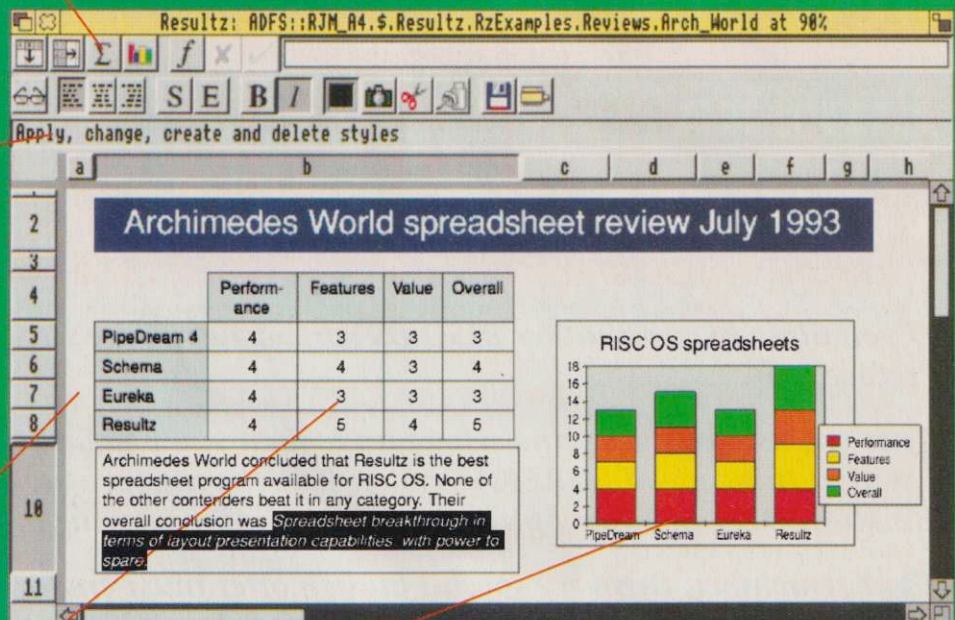 Resultz: ADFS::RJM_A4.$.Resultz.RzExamples.Reviews.Arch_World at 90%
Σ f
K S E B I
Apply, change, create and delete styles
a b c d e f g h
2 Archimedes World spreadsheet review July 1993
3
4 Perform-ance Features Value Overall
5 PipeDream 4 4 3 3 3
6 Schema 4 4 3 4
7 Eureka 4 3 3 3
8 Resultz 4 5 4 5
RISC OS spreadsheets
18
16
14
12
10
8
6
4
2
0
PipeDream Schema Eureka Resultz
Performance
Features
Value
Overall
10
Archimedes World concluded that Resultz is the best
spreadsheet program available for RISC OS. None of
the other contenders beat it in any category. Their
overall conclusion was Spreadsheet breakthrough in
terms of layout presentation capabilities with power to
spare.
11